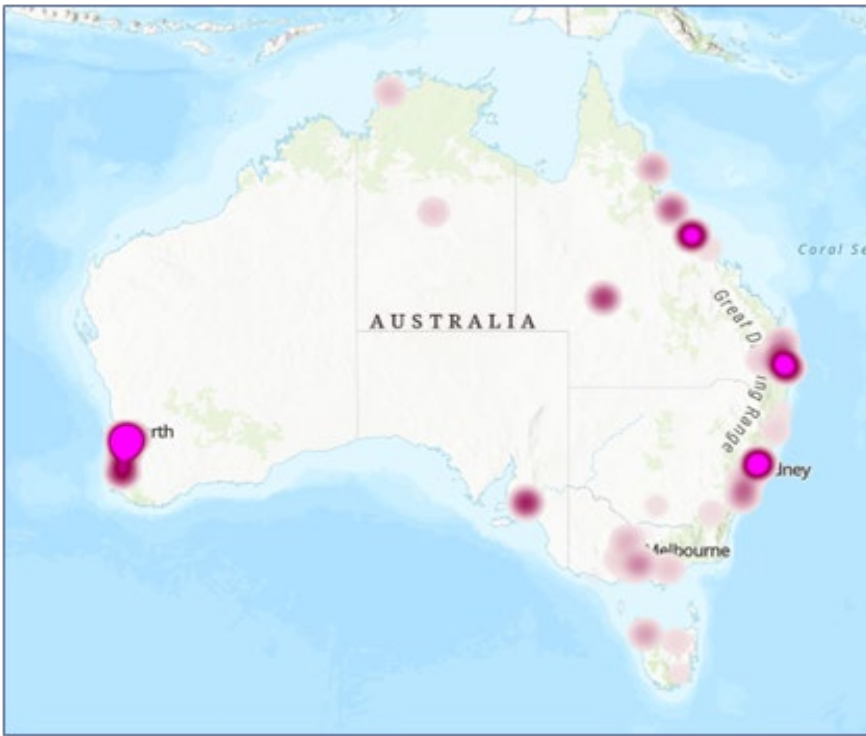 Coral Se
AUSTRALIA
Great D
ing Range
rth
dney
Melbourne